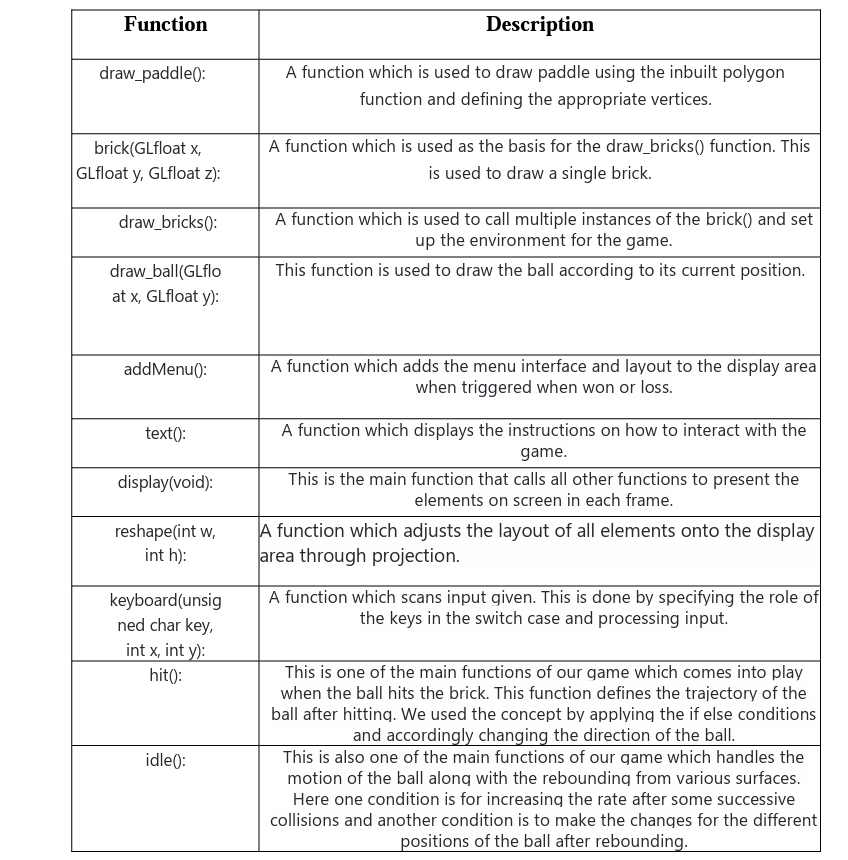 Function
Description
draw_paddle():
A function which is used to draw paddle using the inbuilt polygon
function and defining the appropriate vertices.
brick(GLfloat x,
GLfloat y, GLfloat z):
A function which is used as the basis for the draw_bricks() function. This
is used to draw a single brick.
draw_bricks():
A function which is used to call multiple instances of the brick() and set
up the environment for the game.
draw_ball(GLflo
at x, GLfloat y):
This function is used to draw the ball according to its current position.
addMenu():
A function which adds the menu interface and layout to the display area
when triggered when won or loss.
text():
A function which displays the instructions on how to interact with the
game.
display(void):
This is the main function that calls all other functions to present the
elements on screen in each frame.
reshape(int w,
int h):
A function which adjusts the layout of all elements onto the display
area through projection.
keyboard(unsig
ned char key,
int x, int y):
A function which scans input given. This is done by specifying the role of
the keys in the switch case and processing input.
hit():
This is one of the main functions of our game which comes into play
when the ball hits the brick. This function defines the trajectory of the
ball after hitting. We used the concept by applying the if else conditions
and accordingly changing the direction of the ball.
idle():
This is also one of the main functions of our game which handles the
motion of the ball along with the rebounding from various surfaces.
Here one condition is for increasing the rate after some successive
collisions and another condition is to make the changes for the different
positions of the ball after rebounding.